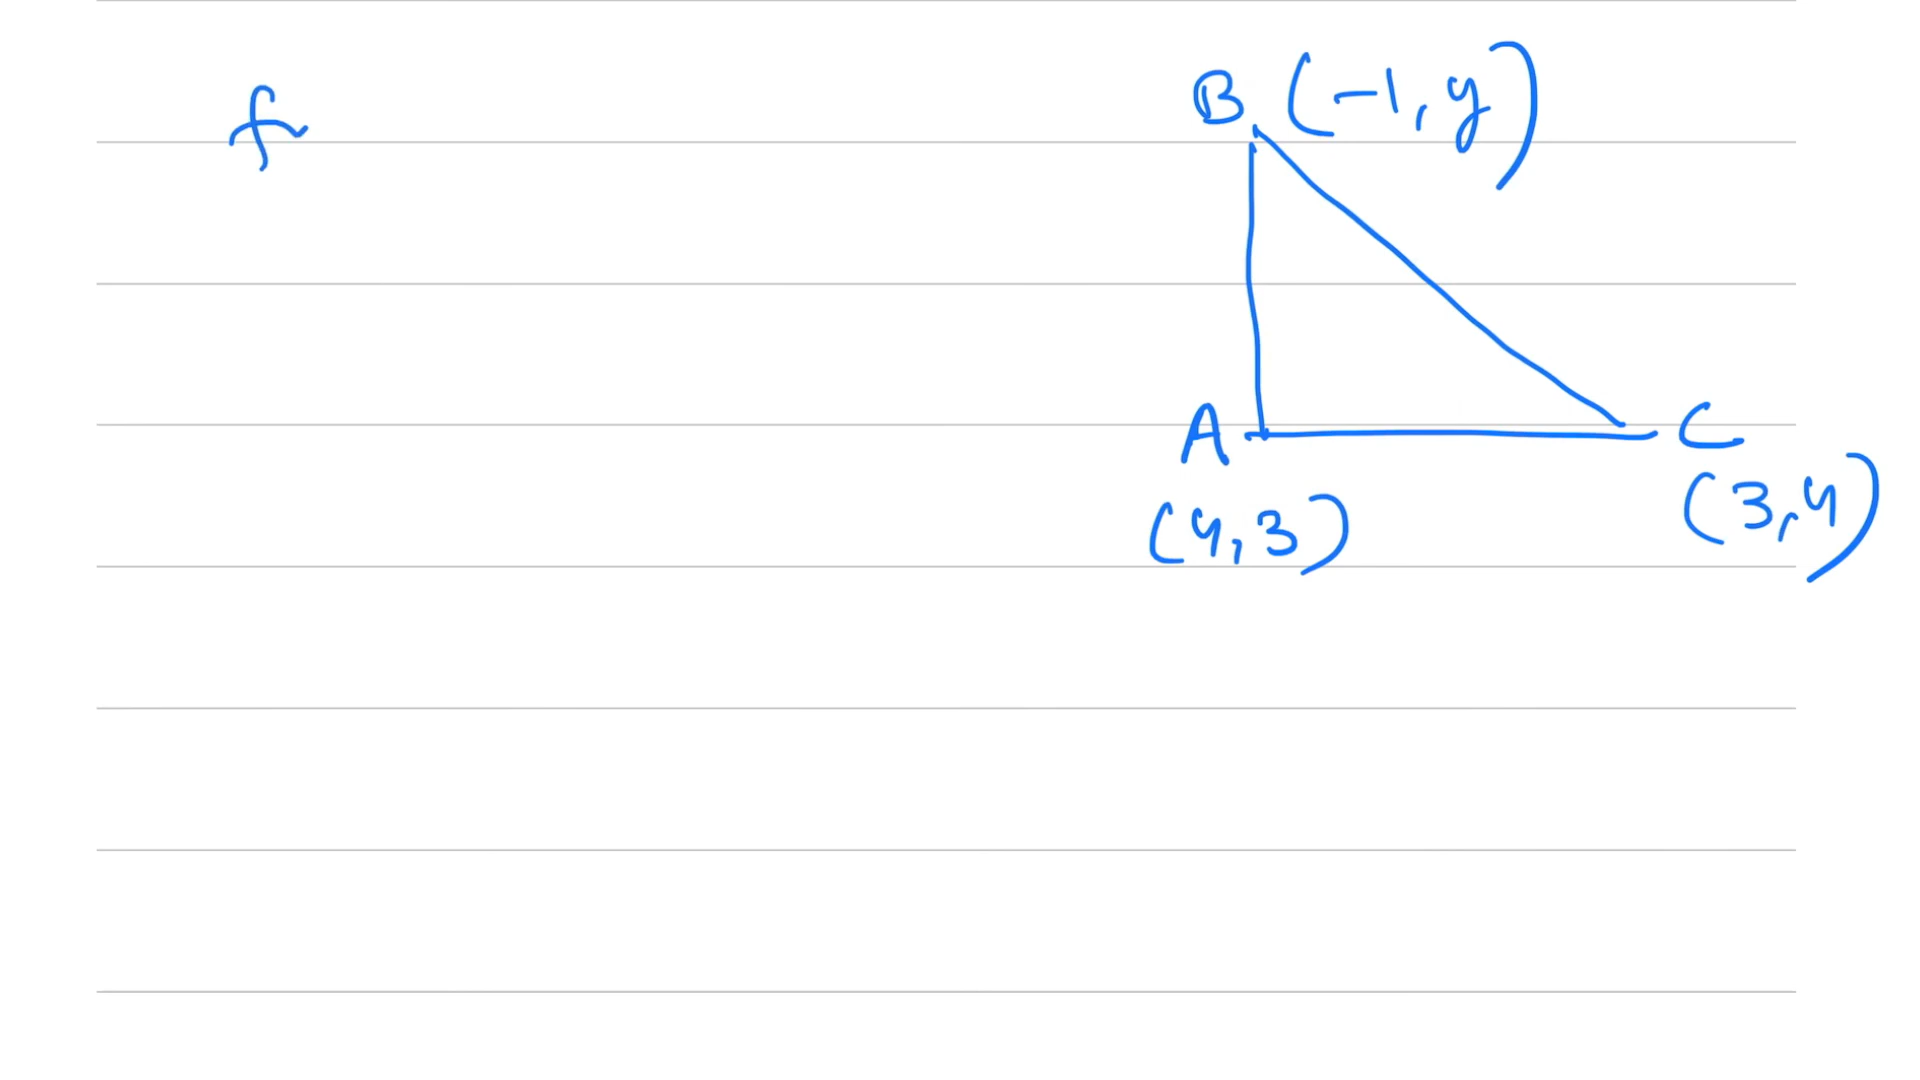 f
B (-1, y)
A
C
(4, 3)
(3, 4)